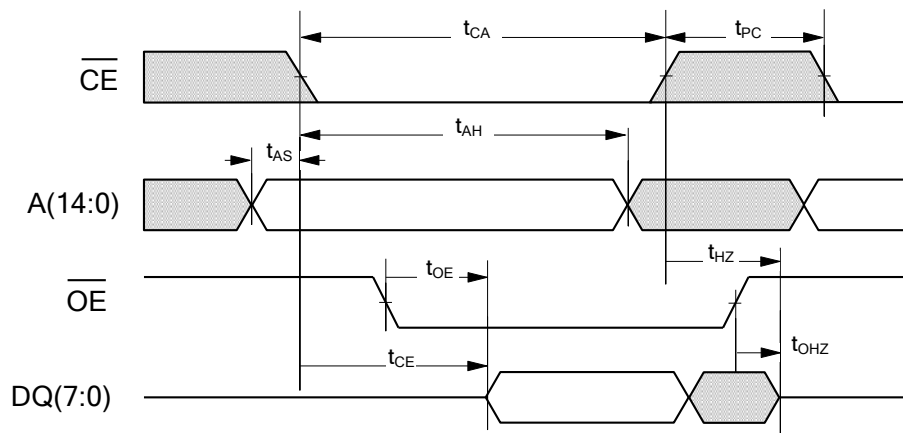 tCA
tPC
CE
tAH
tAS
A(14:0)
tHZ
tOE
OE
tOHZ
tCE
DQ(7:0)